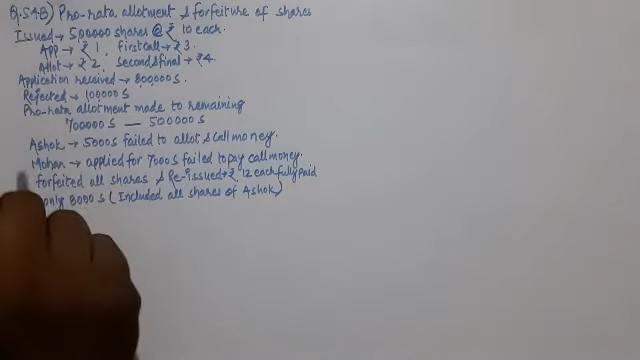 Q.54B) Pro-rata allotment & forfeiture of shares
Issued → 500000 shares @ ₹ 10 each.
App → ₹ 1, first call → ₹ 3
Allot → ₹ 2, second & final → ₹4.
Application received → 800000 s.
Rejected → 100000 s
Pro-rata allotment made to remaining
700000 s — 500000 s
Ashok → 5000 s failed to allot & call money.
Mohan → applied for 7000 s failed to pay call money.
forfeited all shares & Re-issued → ₹ 12 each fully paid
only 8000 s (Included all shares of Ashok)